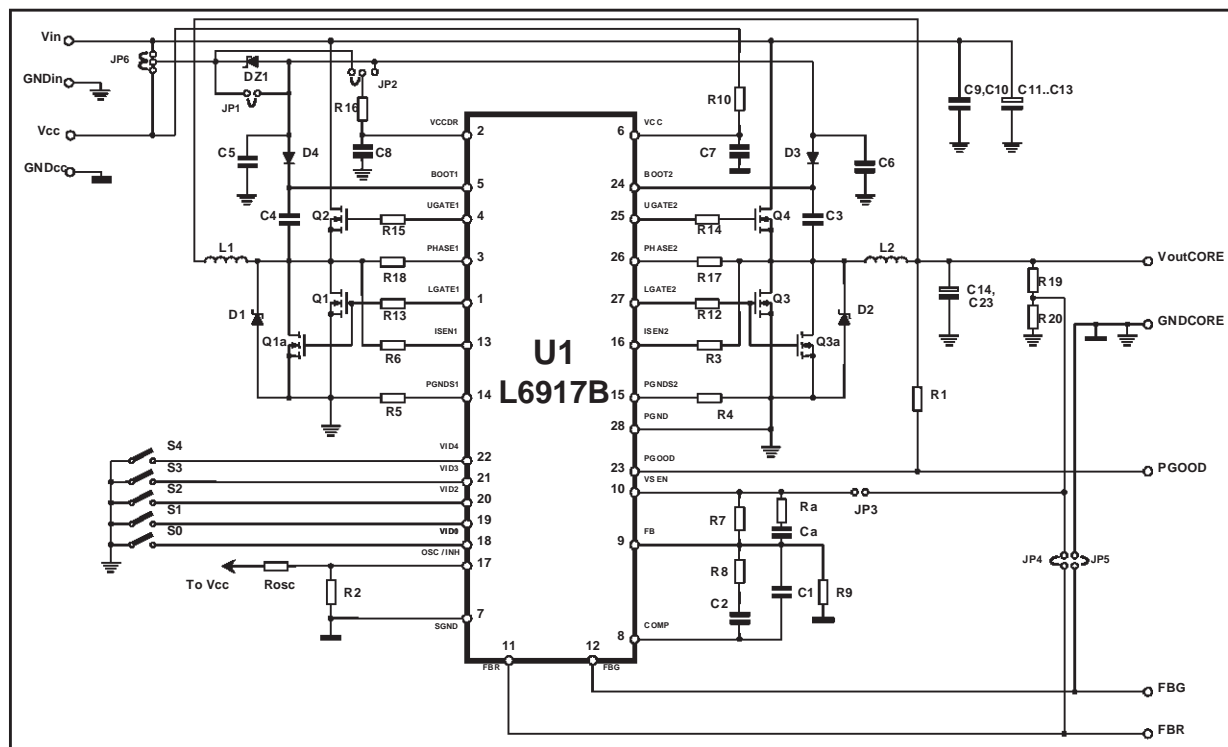 Vin
JP6
GNDin
DZ1
JP1
JP2
R16
R10
C9,C10
C11..C13
Vcc
VCCDR
2
6
VCC
GNDcc
C5
D4
C8
C7
D3
C6
BOOT1
5
24
BOOT2
C4
Q2
UGATE1
4
25
UGATE2
Q4
C3
R15
R14
L1
PHASE1
3
26
PHASE2
L2
VoutCORE
R18
R17
R19
C14,
C23
Q1
LGATE1
1
27
LGATE2
Q3
D1
R13
R12
D2
R20
GNDCORE
Q1a
ISEN1
13
16
ISEN2
Q3a
R6
R3
U1
L6917B
PGNDS1
14
15
PGNDS2
R5
R4
R1
28
PGND
S4
VID4
22
23
PGOOD
PGOOD
S3
VID3
21
10
VSEN
S2
VID2
20
R7
Ra
JP3
S1
19
Ca
S0
18
9
FB
OSC / INH
17
To Vcc
Rosc
R2
R8
C1
R9
JP4
JP5
C2
7
SGND
8
COMP
11
12
FBR
FBG
FBG
FBR